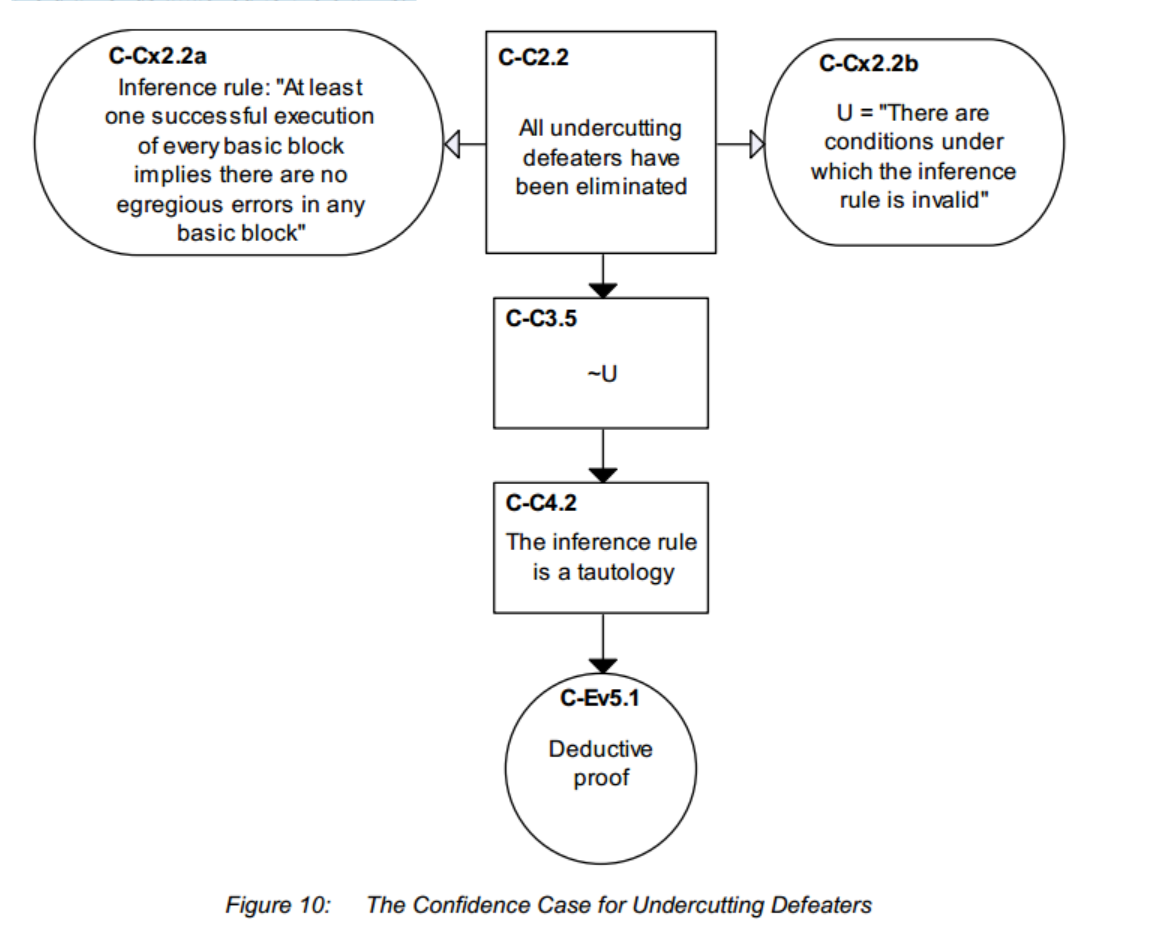 C-Cx2.2a
Inference rule: "At least
one successful execution
of every basic block
implies there are no
egregious errors in any
basic block"
C-C2.2
All undercutting
defeaters have
been eliminated
C-Cx2.2b
U = "There are
conditions under
which the inference
rule is invalid"
C-C3.5
~U
C-C4.2
The inference rule
is a tautology
C-Ev5.1
Deductive
proof
Figure 10: The Confidence Case for Undercutting Defeaters